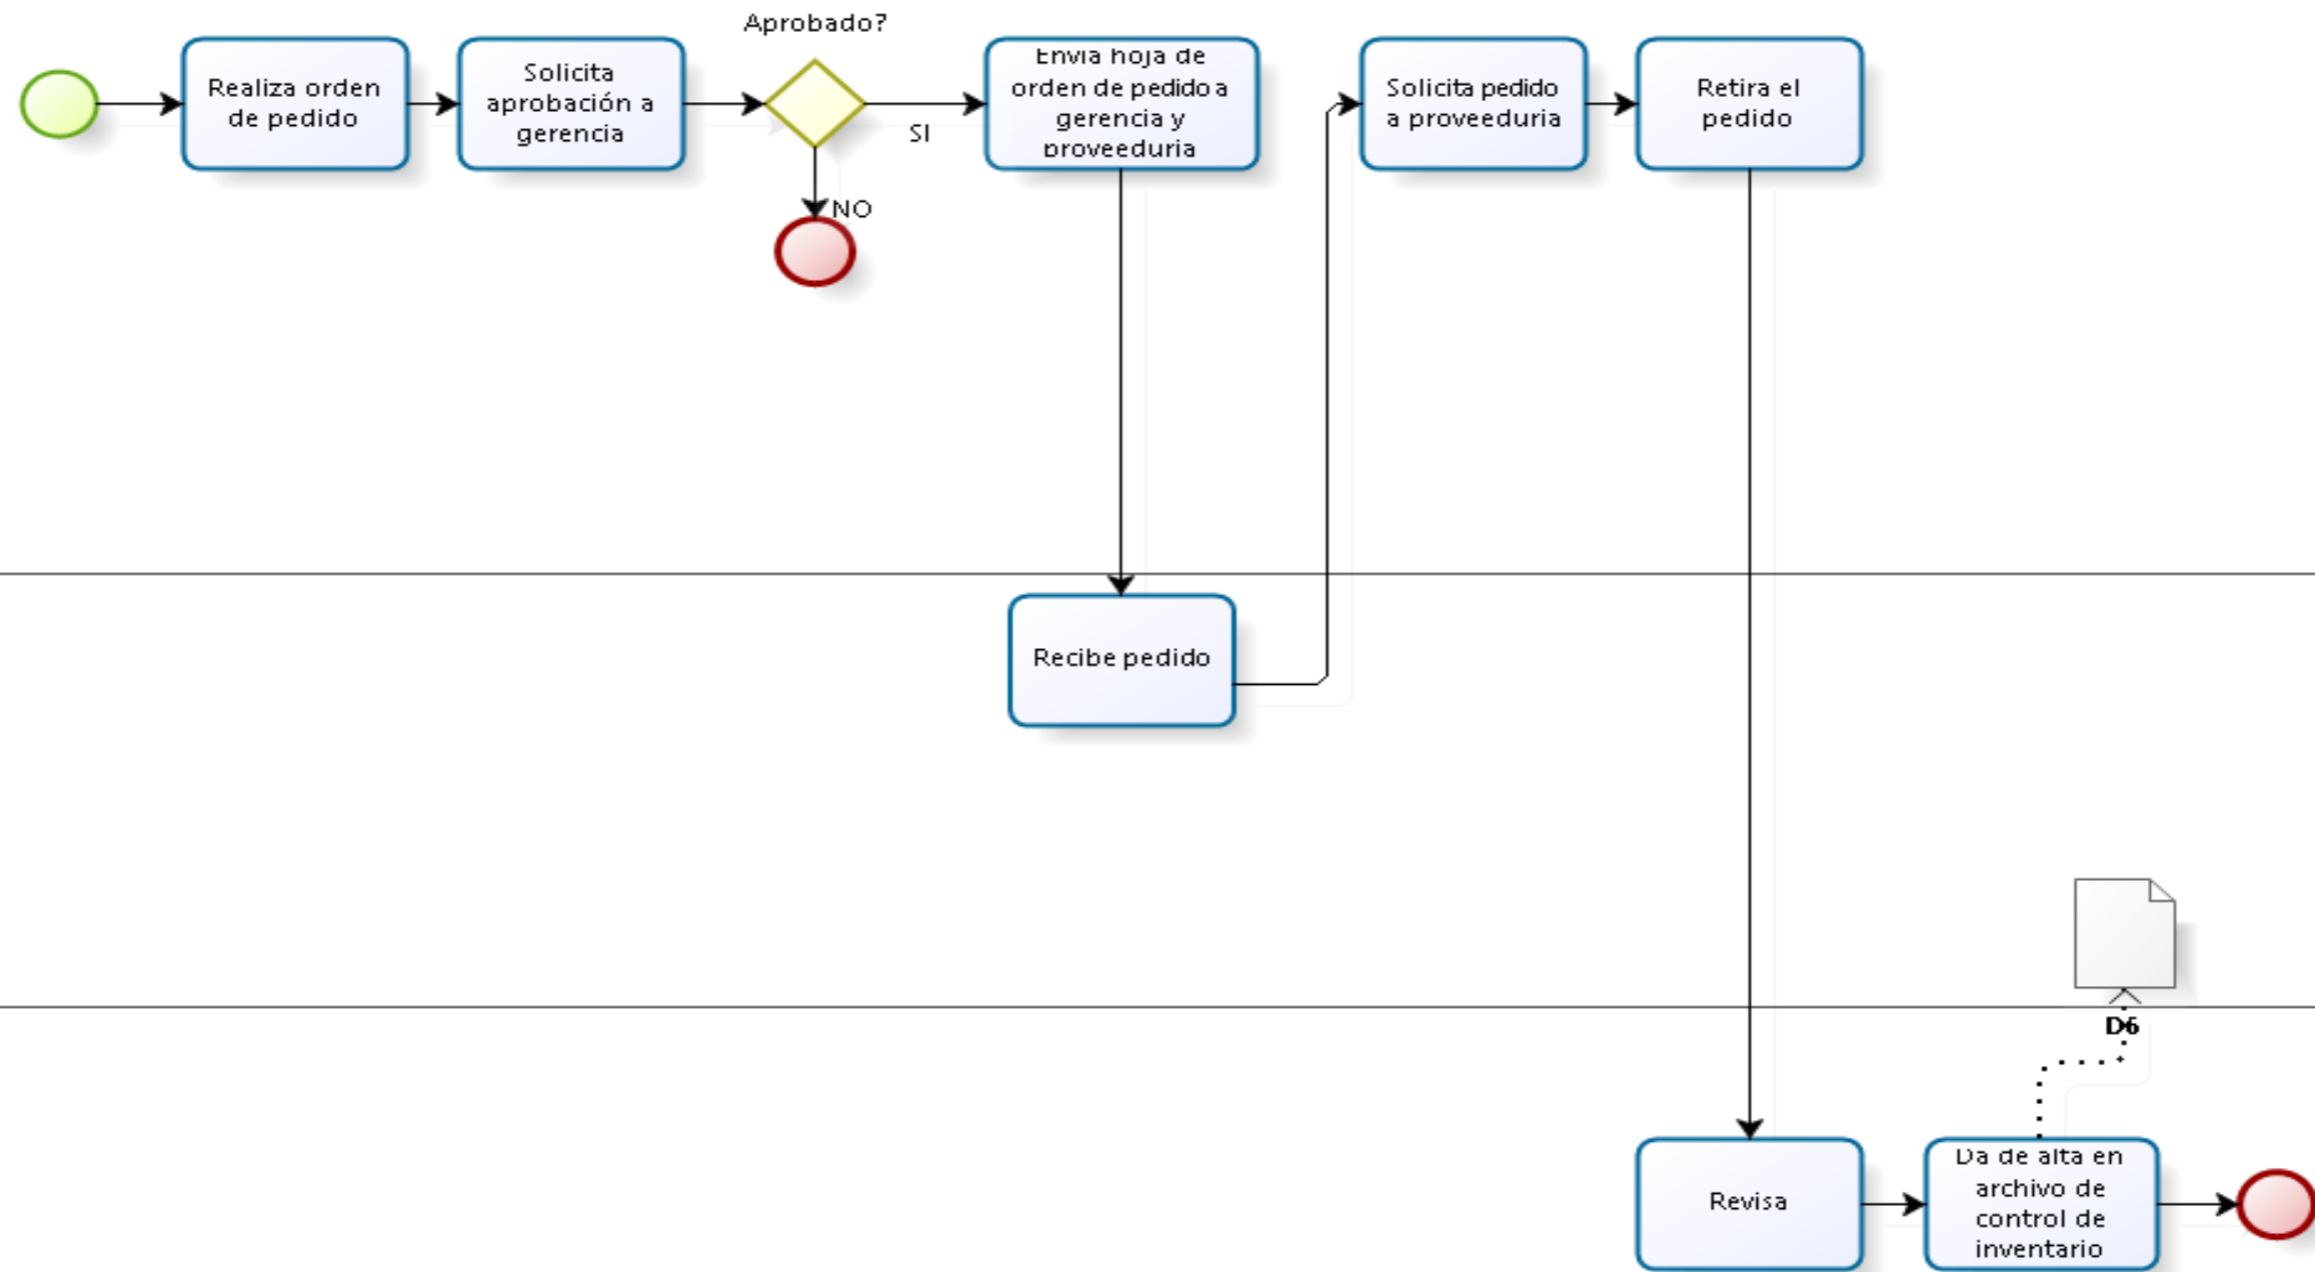 Aprobado?
Realiza orden
de pedido
Solicita
aprobación a
gerencia
SI
NO
Envia hoja de
orden de pedido a
gerencia y
proveeduria
Solicita pedido
a proveeduria
Retira el
pedido
Recibe pedido
D6
Revisa
Da de alta en
archivo de
control de
inventario